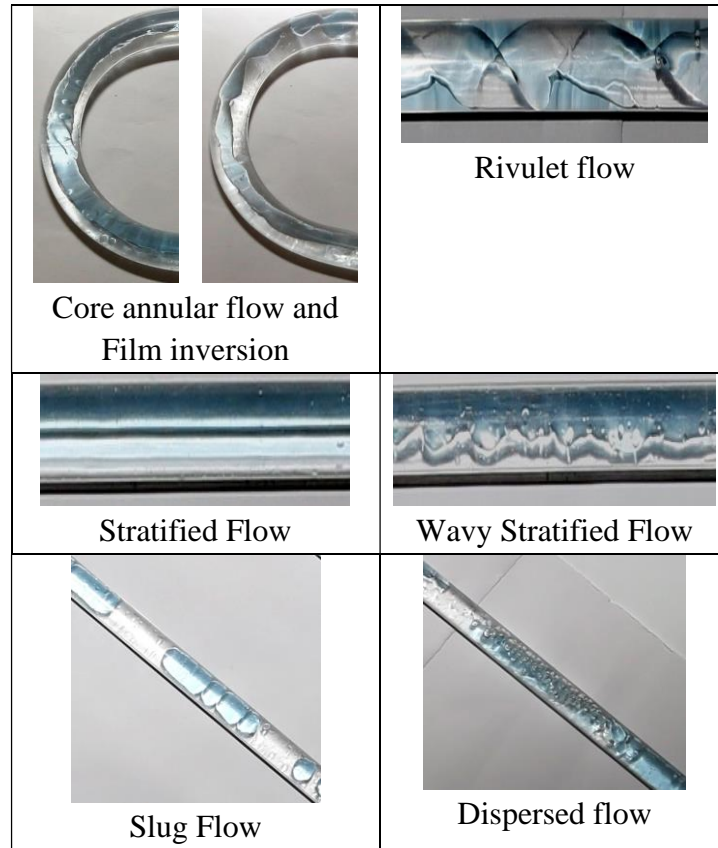 Core annular flow and
Film inversion
Rivulet flow
Stratified Flow
Wavy Stratified Flow
Slug Flow
Dispersed flow